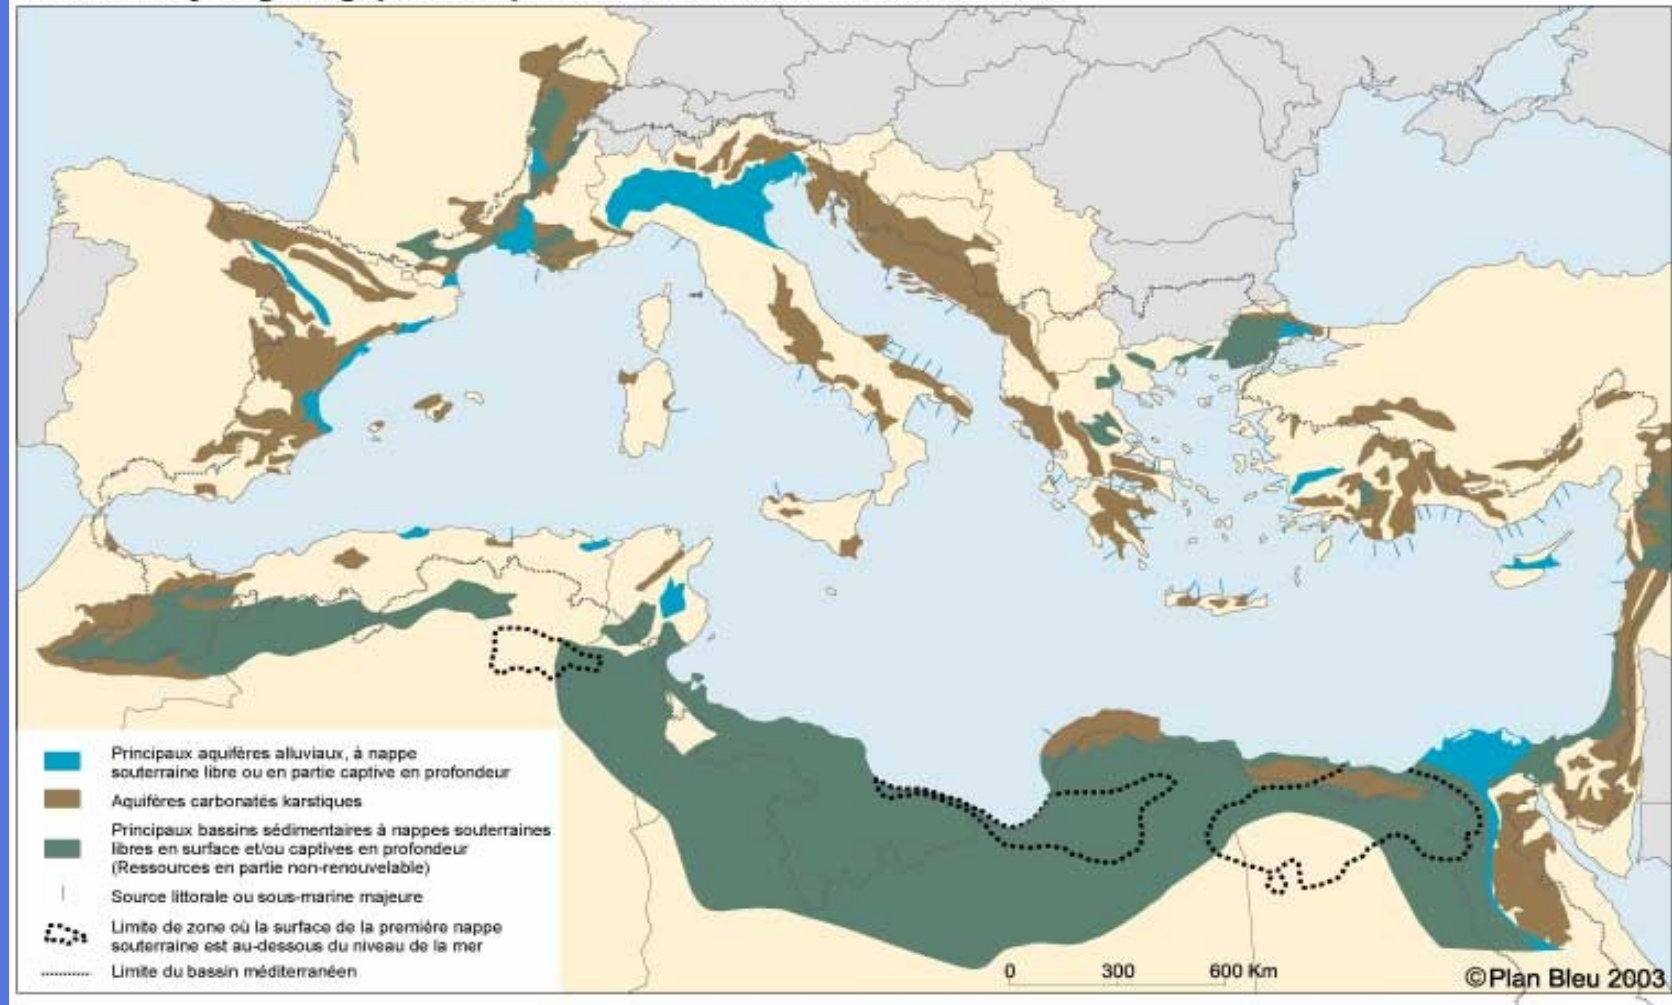 Principaux aquifères alluviaux, à nappe
souterraine libre ou en partie captive en profondeur
Aquifères carbonatés karstiques
Principaux bassins sédimentaires à nappes souterraines
libres en surface et/ou captives en profondeur
(Ressources en partie non-renouvelable)
Source littorale ou sous-marine majeure
Limite de zone où la surface de la première nappe
souterraine est au-dessous du niveau de la mer
Limite du bassin méditerranéen
0 300 600 Km
©Plan Bleu 2003